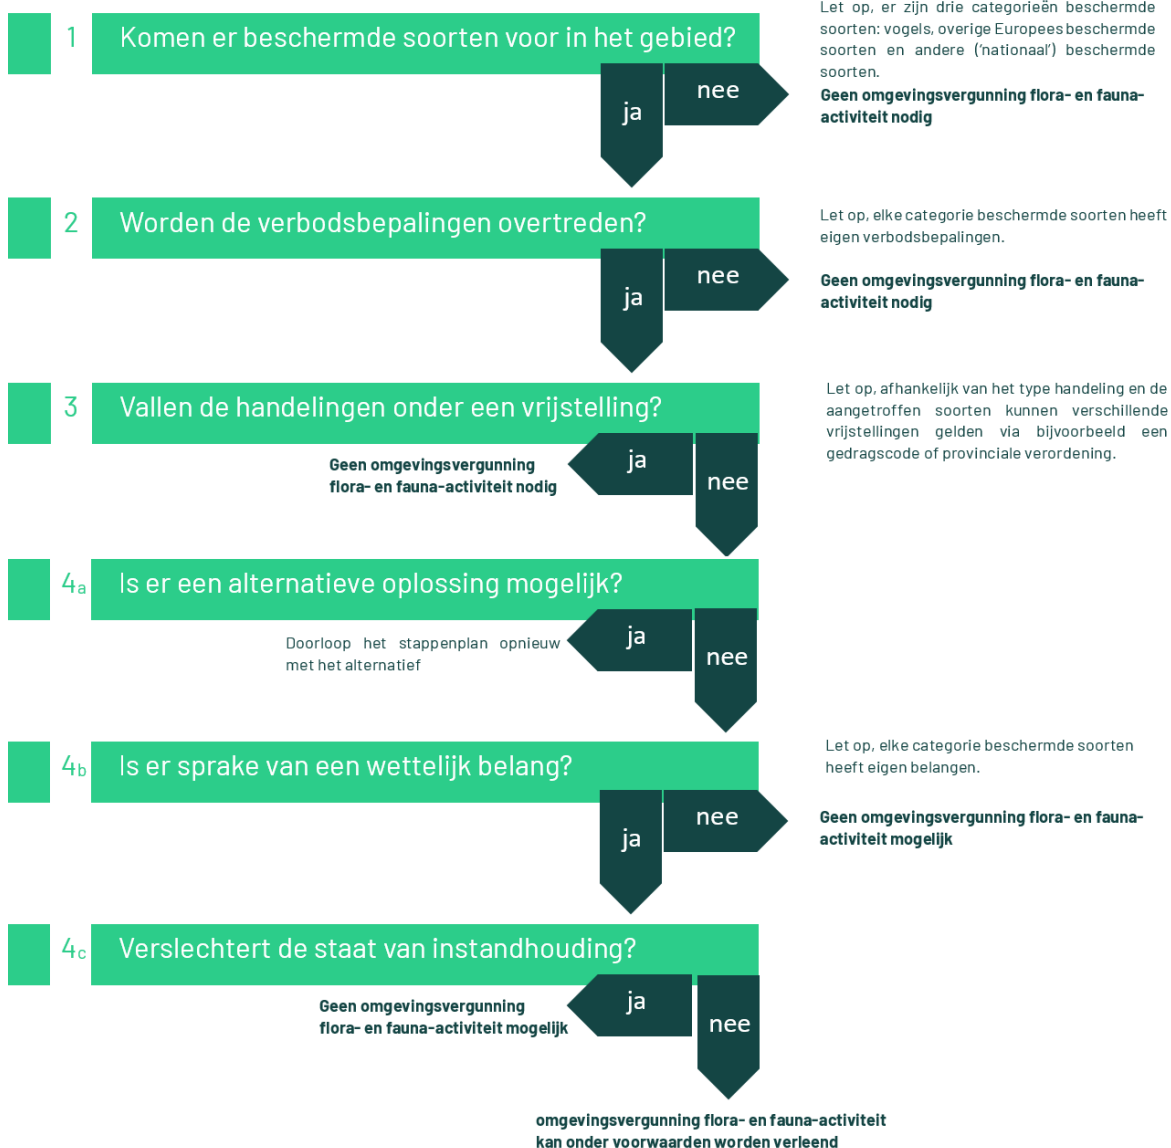 Let op, er zijn drie categorieën beschermde
soorten: vogels, overige Europees beschermde
soorten en andere (‘nationaal’) beschermde
soorten.
1 Komen er beschermde soorten voor in het gebied?
nee
Geen omgevingsvergunning flora- en fauna-
activiteit nodig
ja
2 Worden de verbodsbepalingen overtreden?
Let op, elke categorie beschermde soorten heeft
eigen verbodsbepalingen.
nee
Geen omgevingsvergunning flora- en fauna-
activiteit nodig
ja
3 Vallen de handelingen onder een vrijstelling?
Let op, afhankelijk van het type handeling en de
aangetroffen soorten kunnen verschillende
vrijstellingen gelden via bijvoorbeeld een
gedragscode of provinciale verordening.
ja
Geen omgevingsvergunning
flora- en fauna-activiteit nodig
nee
4a Is er een alternatieve oplossing mogelijk?
ja
Doorloop het stappenplan opnieuw
met het alternatief
nee
4b Is er sprake van een wettelijk belang?
Let op, elke categorie beschermde soorten
heeft eigen belangen.
nee
Geen omgevingsvergunning flora- en fauna-
activiteit mogelijk
ja
4c Verslechtert de staat van instandhouding?
ja
Geen omgevingsvergunning
flora- en fauna-activiteit mogelijk
nee
omgevingsvergunning flora- en fauna-activiteit
kan onder voorwaarden worden verleend